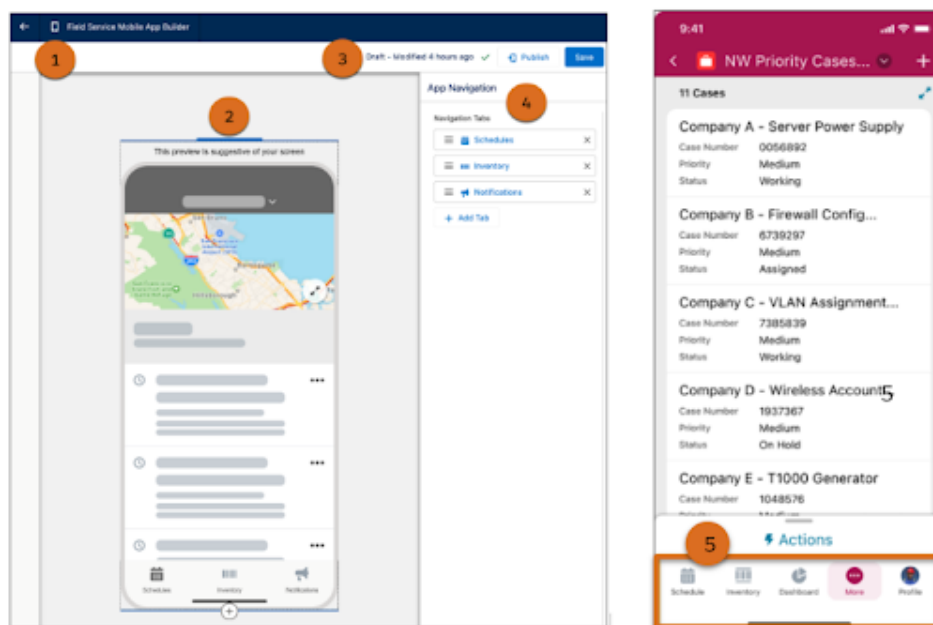 Field Service Mobile App Builder
1
3
Draft - Modified 4 hours ago
Publish
Save
2
This preview is suggestive of your screen
App Navigation
4
Navigation Tabs
Schedules
Inventory
Notifications
+ Add Tab
Schedules
Inventory
Notifications
9:41
NW Priority Cases...
11 Cases
Company A - Server Power Supply
Case Number 0056892
Priority Medium
Status Working
Company B - Firewall Config...
Case Number 6739297
Priority Medium
Status Assigned
Company C - VLAN Assignment...
Case Number 7385839
Priority Medium
Status Working
Company D - Wireless Account
5
Case Number 1937367
Priority Medium
Status On Hold
Company E - T1000 Generator
Case Number 1048576
5
Actions
Schedule
Inventory
Dashboard
More
Profile